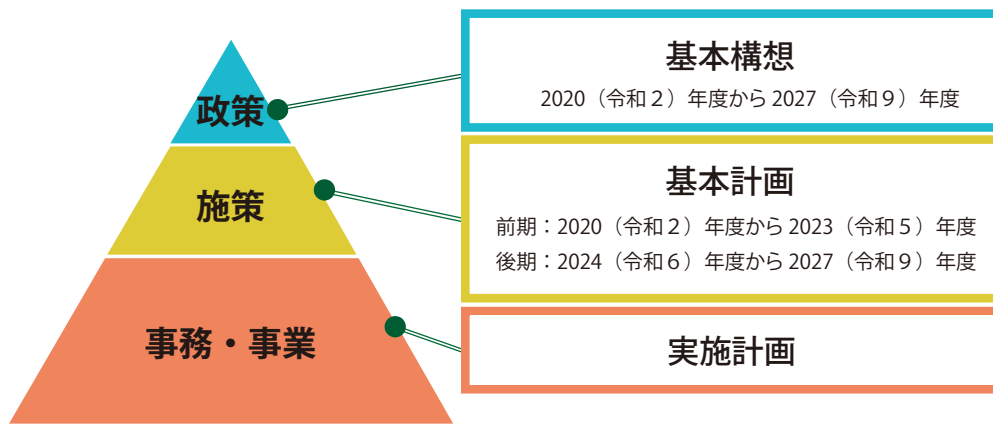 政策
基本構想
2020（令和２）年度から 2027（令和９）年度
施策
基本計画
前期：2020（令和２）年度から 2023（令和５）年度
後期：2024（令和６）年度から 2027（令和９）年度
事務・事業
実施計画